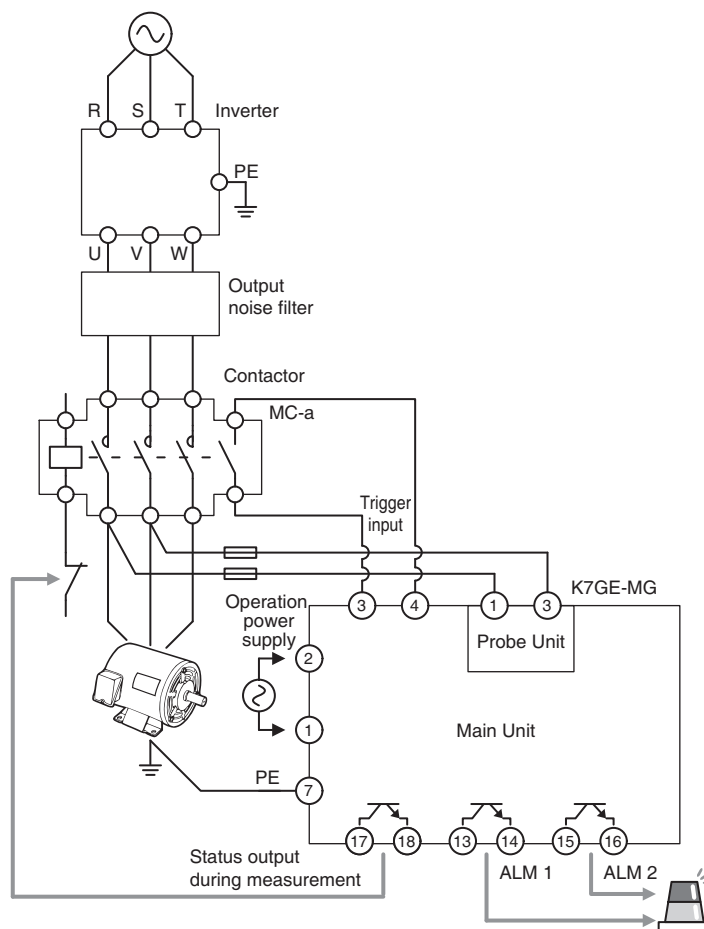 R S T Inverter
PE
U V W
Output
noise filter
Contactor
MC-a
Trigger
input
K7GE-MG
3 4 1 3
Probe Unit
Operation
power
supply
2
1
Main Unit
PE 7
17 18 13 14 15 16
Status output
during measurement
ALM 1 ALM 2